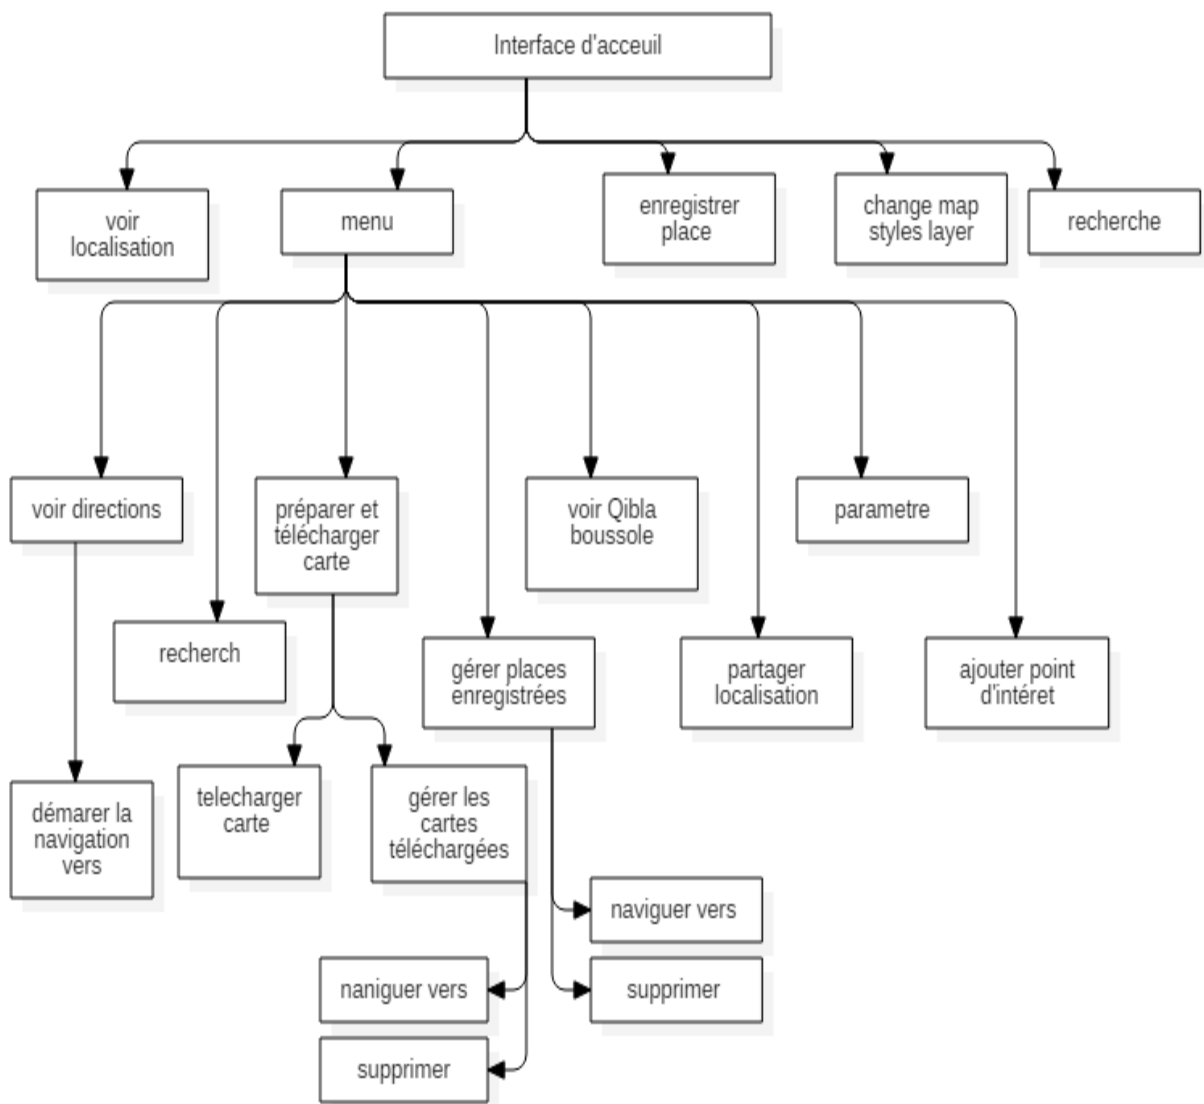 Interface d'acceuil
voir
localisation
menu
enregistrer
place
change map
styles layer
recherche
voir directions
préparer et
télécharger
carte
voir Qibla
boussole
parametre
recherch
gérer places
enregistrées
partager
localisation
ajouter point
d'intéret
démarer la
navigation
vers
telecharger
carte
gérer les
cartes
téléchargées
naviguer vers
naniguer vers
supprimer
supprimer